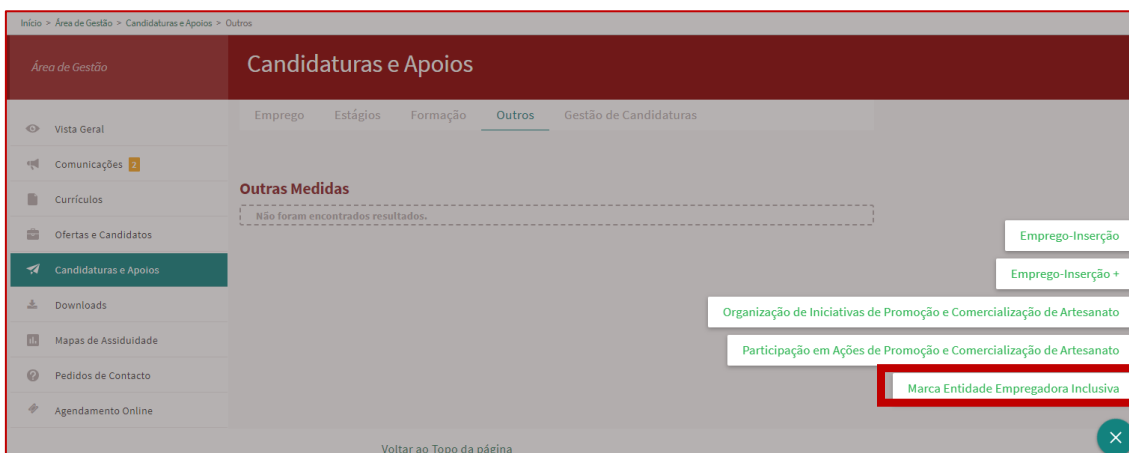 Início > Área de Gestão > Candidaturas e Apoios > Outros
Área de Gestão
Candidaturas e Apoios
Emprego Estágios Formação Outros Gestão de Candidaturas
Vista Geral
Comunicações 2
Currículos
Ofertas e Candidatos
Candidaturas e Apoios
Downloads
Mapas de Assiduidade
Pedidos de Contacto
Agendamento Online
Outras Medidas
Não foram encontrados resultados.
Emprego-Inserção
Emprego-Inserção +
Organização de Iniciativas de Promoção e Comercialização de Artesanato
Participação em Ações de Promoção e Comercialização de Artesanato
Marca Entidade Empregadora Inclusiva
Voltar ao Topo da página